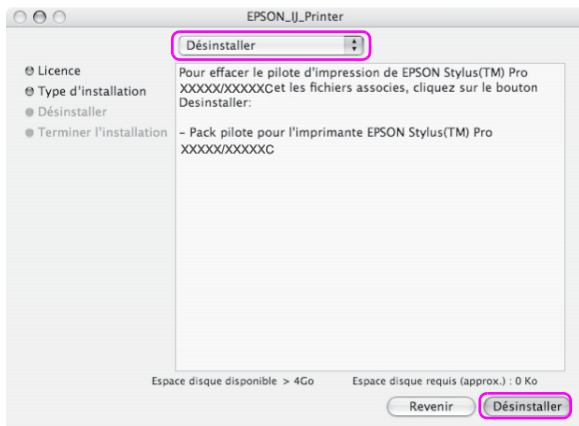 EPSON_IJ_Printer
Désinstaller
Licence
Type d'installation
Désinstaller
Terminer l'installation
Pour effacer le pilote d'impression de EPSON Stylus(TM) Pro
XXXXX/XXXXXCet les fichiers associes, cliquez sur le bouton
Desinstaller:
– Pack pilote pour l'imprimante EPSON Stylus(TM) Pro
XXXXX/XXXXXC
Espace disque disponible > 4Go Espace disque requis (approx.) : 0 Ko
Revenir Désinstaller